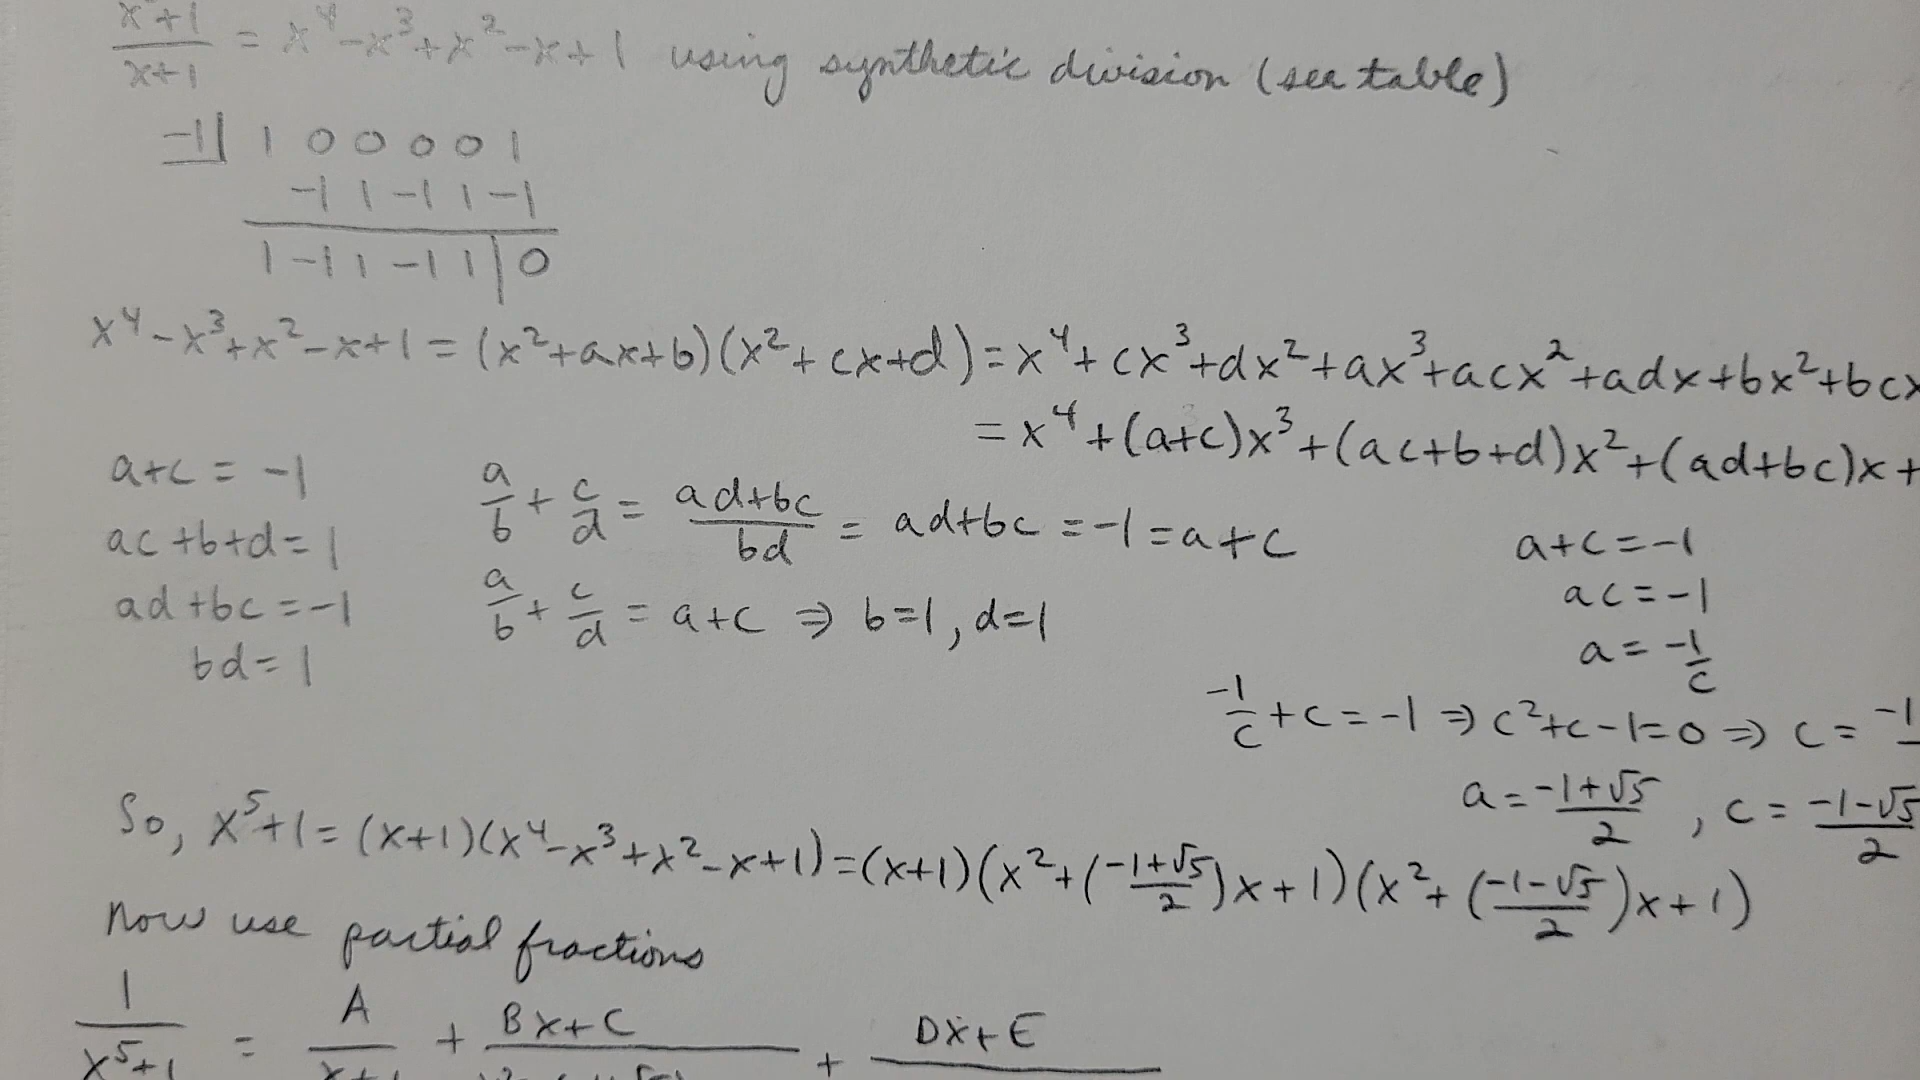 x⁵+1/x+1 = x⁴-x³+x²-x+1 using synthetic division (see table)
-1| 1 0 0 0 0 1
-1 1 -1 1 -1
1 -1 1 -1 1 | 0
x⁴-x³+x²-x+1 = (x²+ax+b)(x²+cx+d) = x⁴+cx³+dx²+ax³+acx²+adx+bx²+bcx
= x⁴+(a+c)x³+(ac+b+d)x²+(ad+bc)x+
a+c = -1
ac+b+d=1
ad+bc=-1
bd=1
a/b + c/d = ad+bc/bd = ad+bc = -1 = a+c
a/b + c/d = a+c ⇒ b=1, d=1
a+c=-1
ac=-1
a=-1/c
-1/c + c = -1 ⇒ c²+c-1=0 ⇒ c = -1
a = -1+√5/2 , c = -1-√5/2
So, x⁵+1 = (x+1)(x⁴-x³+x²-x+1) = (x+1)(x²+(-1+√5/2)x+1)(x²+(-1-√5/2)x+1)
Now use partial fractions
1/x⁵+1 = A/x+1 + Bx+C + Dx+E